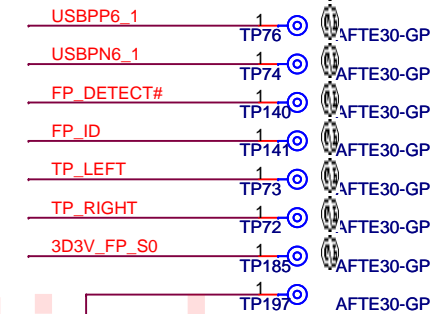 USBPP6_1 1 TP76 AFTE30-GP
USBPN6_1 1 TP74 AFTE30-GP
FP_DETECT# 1 TP140 AFTE30-GP
FP_ID 1 TP141 AFTE30-GP
TP_LEFT 1 TP73 AFTE30-GP
TP_RIGHT 1 TP72 AFTE30-GP
3D3V_FP_S0 1 TP185 AFTE30-GP
1 TP197 AFTE30-GP